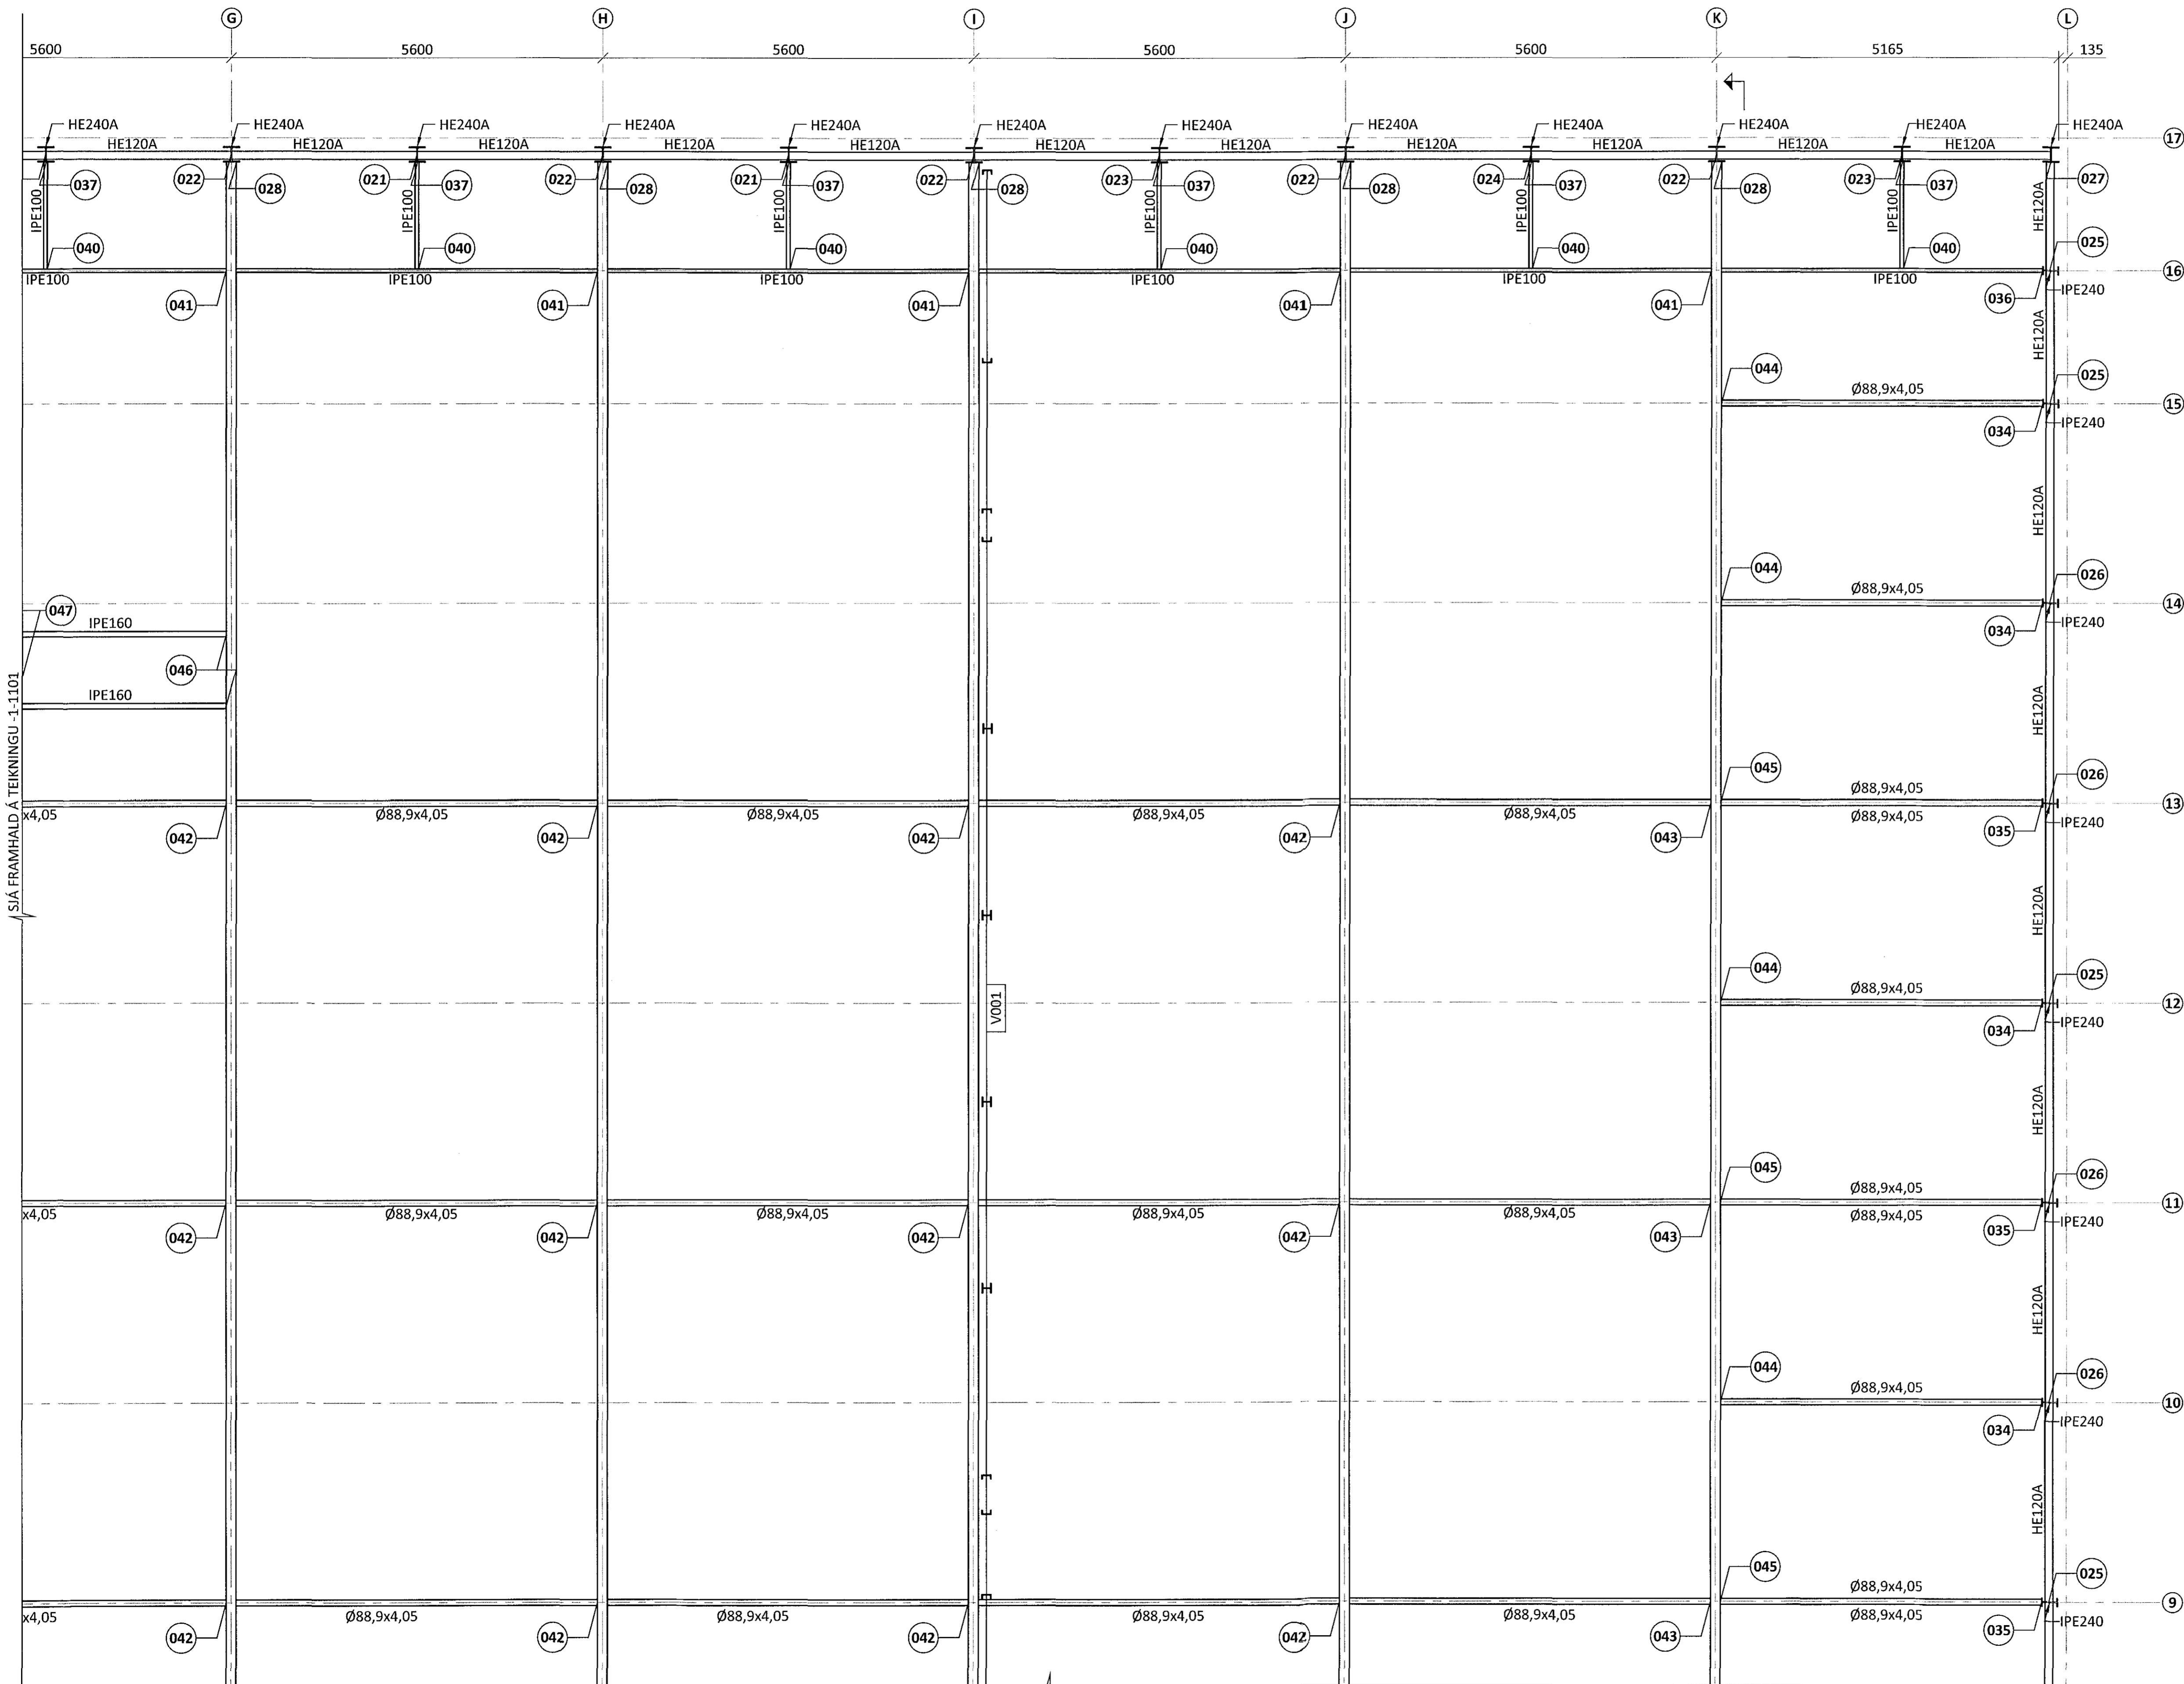 G H I J K L
5600 5600 5600 5600 5600 5165 135
HE240A HE240A HE240A HE240A HE240A HE240A HE240A HE240A HE240A HE240A HE240A HE240A
17
HE120A HE120A HE120A HE120A HE120A HE120A HE120A HE120A HE120A HE120A HE120A
037 022 028 021 037 022 028 021 037 022 028 023 037 022 028 024 037 022 028 023 037 027
IPE100 IPE100 IPE100 IPE100 IPE100 IPE100 HE120A
040 040 040 040 040 040 025
16
IPE100 IPE100 IPE100 IPE100 IPE100 IPE100
IPE240
041 041 041 041 041 036
HE120A
044 025
Ø88,9x4,05
15
IPE240
034
HE120A
044 026
Ø88,9x4,05
14
047
IPE160
IPE240
034
046
IPE160
HE120A
SJÁ FRAMHALD Á TEIKNINGU -1-1101
045 026
Ø88,9x4,05
13
x4,05 Ø88,9x4,05 Ø88,9x4,05 Ø88,9x4,05 Ø88,9x4,05 Ø88,9x4,05
IPE240
042 042 042 042 043 035
HE120A
044 025
Ø88,9x4,05
V001
12
IPE240
034
HE120A
045 026
Ø88,9x4,05
11
x4,05 Ø88,9x4,05 Ø88,9x4,05 Ø88,9x4,05 Ø88,9x4,05 Ø88,9x4,05
IPE240
042 042 042 042 043 035
HE120A
044 026
Ø88,9x4,05
10
IPE240
034
HE120A
045 025
Ø88,9x4,05
9
x4,05 Ø88,9x4,05 Ø88,9x4,05 Ø88,9x4,05 Ø88,9x4,05 Ø88,9x4,05
IPE240
042 042 042 042 043 035